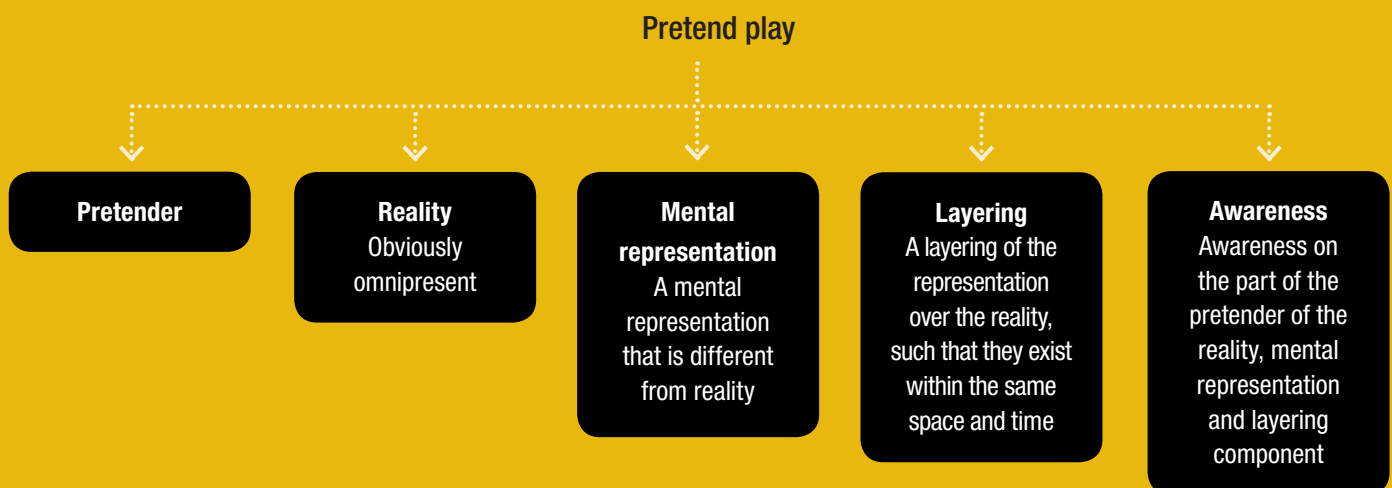 Pretend play
Pretender
Reality
Obviously
omnipresent
Mental
representation
A mental
representation
that is different
from reality
Layering
A layering of the
representation
over the reality,
such that they exist
within the same
space and time
Awareness
Awareness on
the part of the
pretender of the
reality, mental
representation
and layering
component